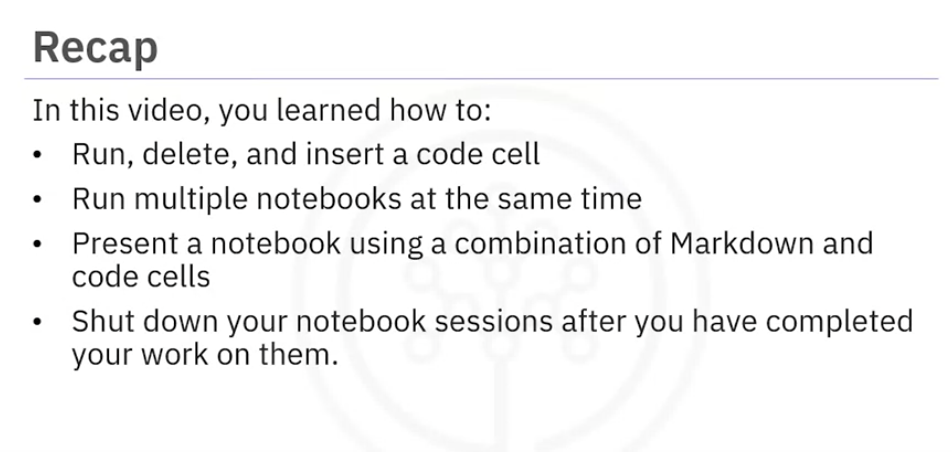 Recap
In this video, you learned how to:
• Run, delete, and insert a code cell
• Run multiple notebooks at the same time
• Present a notebook using a combination of Markdown and
code cells
• Shut down your notebook sessions after you have completed
your work on them.